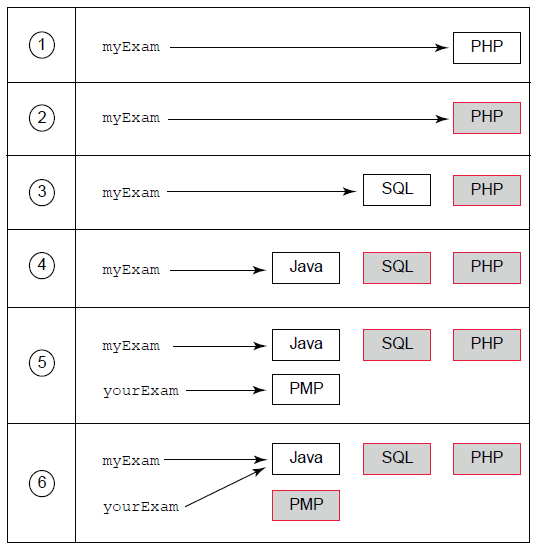 1 myExam PHP
2 myExam PHP
3 myExam SQL PHP
4 myExam Java SQL PHP
5 myExam Java SQL PHP
yourExam PMP
6 myExam Java SQL PHP
yourExam PMP